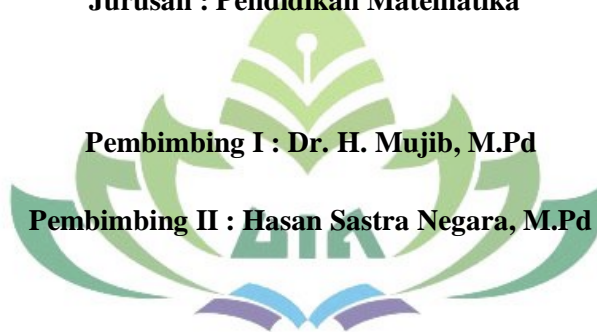 Jurusan : Pendidikan Matematika
Pembimbing I : Dr. H. Mujib, M.Pd
Pembimbing II : Hasan Sastra Negara, M.Pd